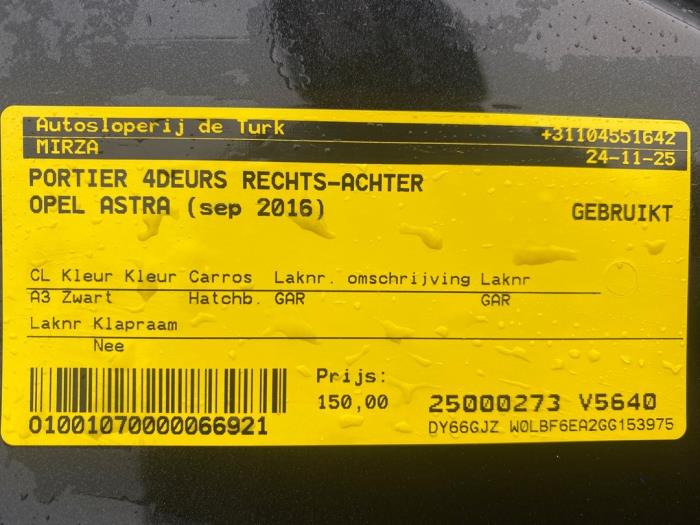 Autosloperij de Turk +31104551642
MIRZA 24-11-25
PORTIER 4DEURS RECHTS-ACHTER
OPEL ASTRA (sep 2016) GEBRUIKT
CL Kleur Kleur Carros Laknr. omschrijving Laknr
A3 Zwart Hatchb. GAR GAR
Laknr Klapraam
Nee
Prijs:
150,00 25000273 V5640
01001070000066921 DY66GJZ W0LBF6EA2GG153975